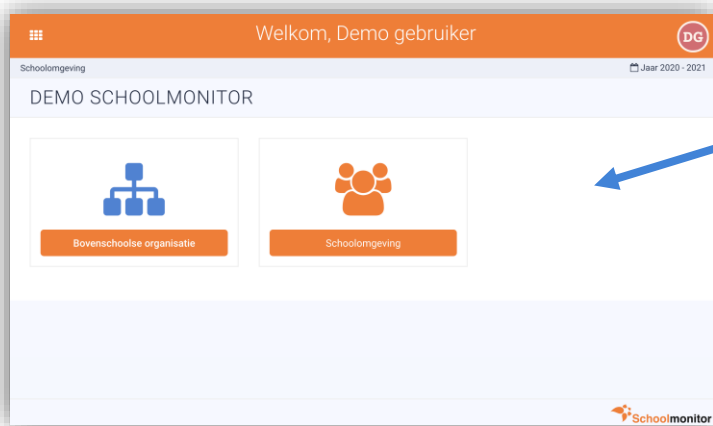 Welkom, Demo gebruiker
DG
Schoolomgeving
Jaar 2020 - 2021
DEMO SCHOOLMONITOR
Bovenschoolse organisatie
Schoolomgeving
Schoolmonitor